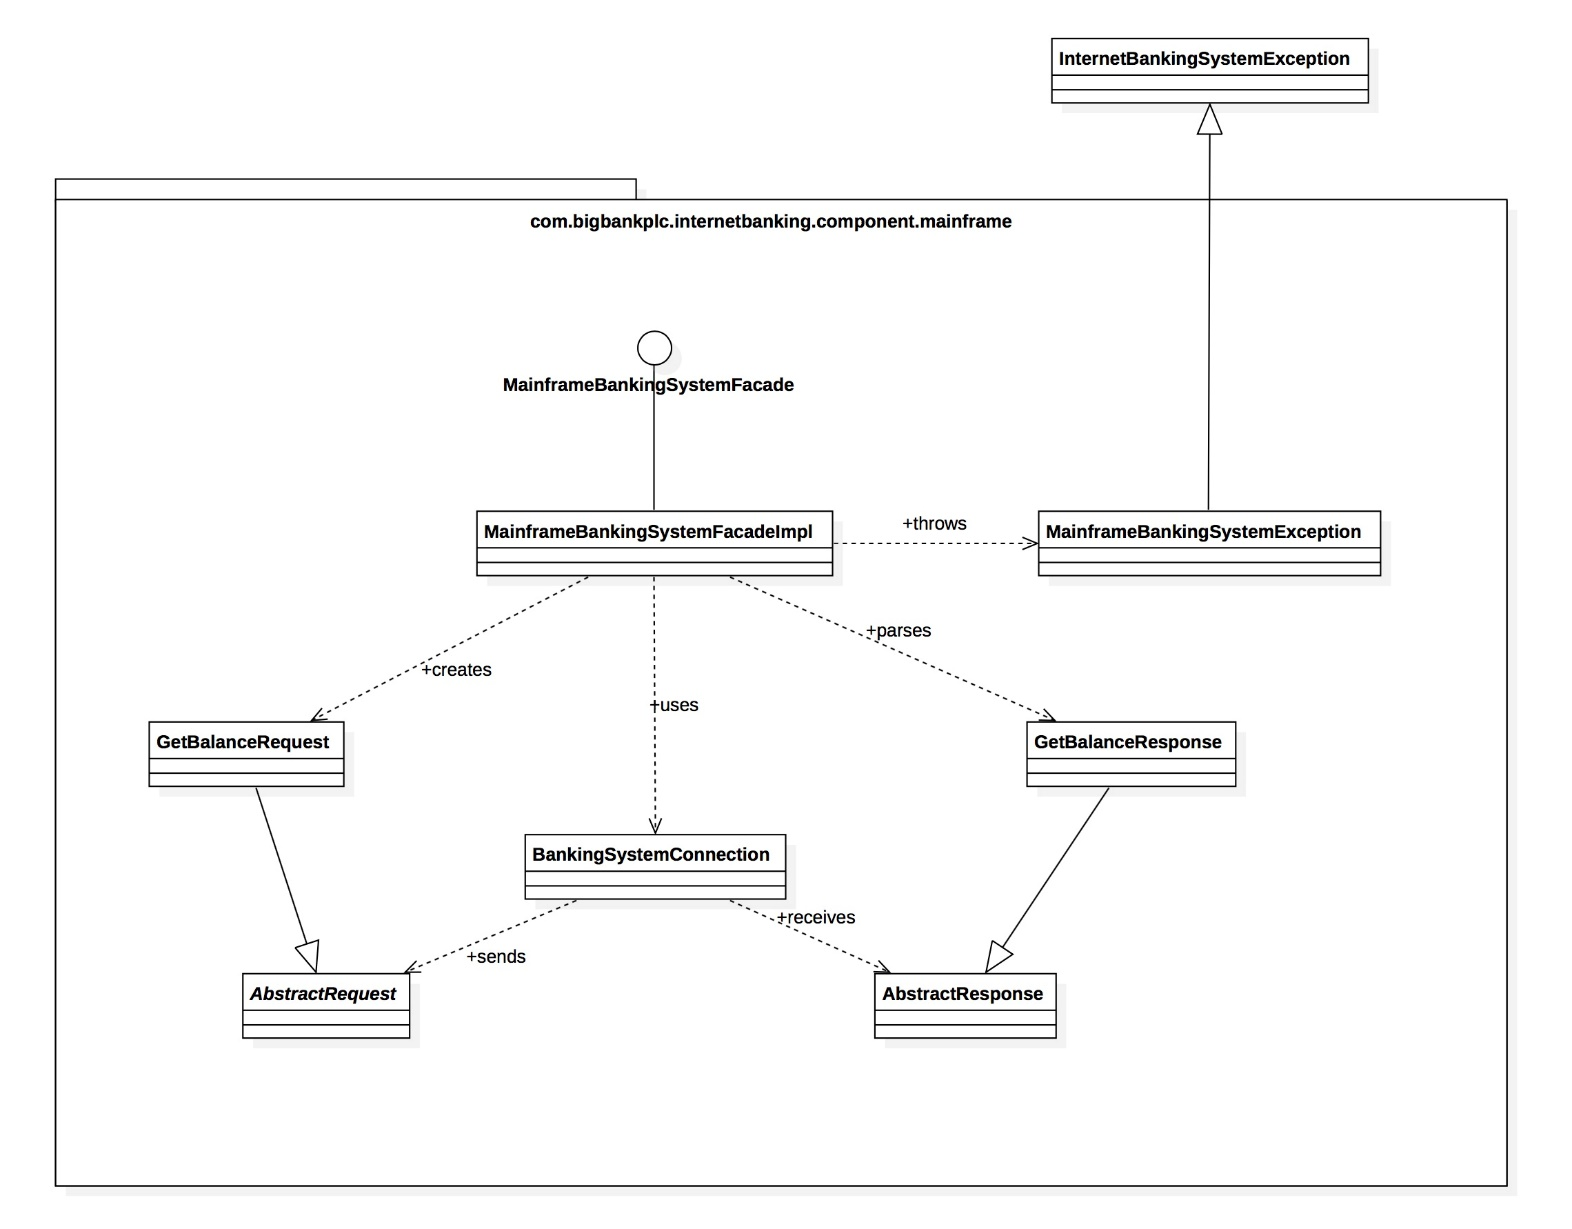 InternetBankingSystemException
com.bigbankplc.internetbanking.component.mainframe
MainframeBankingSystemFacade
MainframeBankingSystemFacadeImpl
+throws
MainframeBankingSystemException
+creates
+uses
+parses
GetBalanceRequest
GetBalanceResponse
BankingSystemConnection
+sends
+receives
AbstractRequest
AbstractResponse